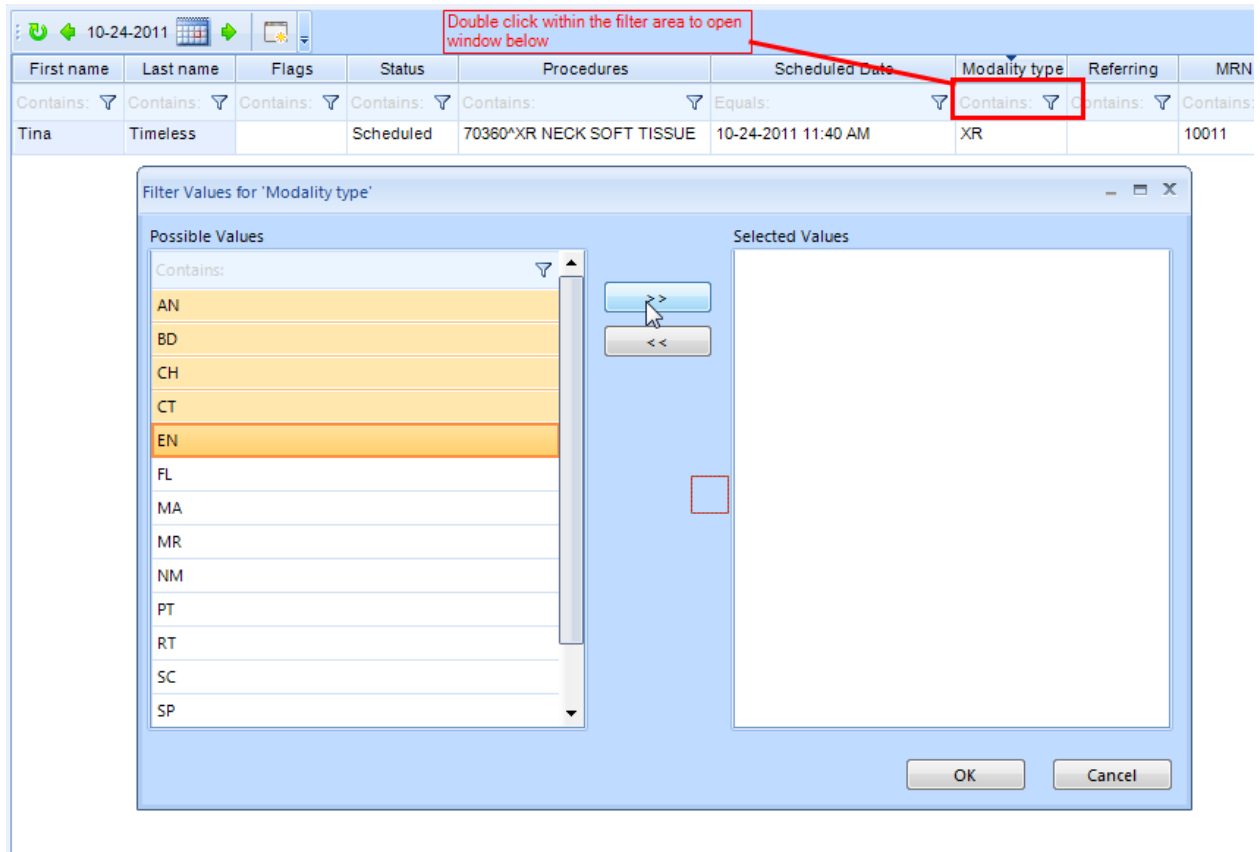 10-24-2011
Double click within the filter area to open
window below
First name Last name Flags Status Procedures Scheduled Date Modality type Referring MRN
Contains: Contains: Contains: Contains: Contains: Equals: Contains: Contains: Contains:
Tina Timeless Scheduled 70360^XR NECK SOFT TISSUE 10-24-2011 11:40 AM XR 10011
Filter Values for 'Modality type'
Possible Values Selected Values
Contains:
AN
>>
BD
<<
CH
CT
EN
FL
MA
MR
NM
PT
RT
SC
SP
OK Cancel